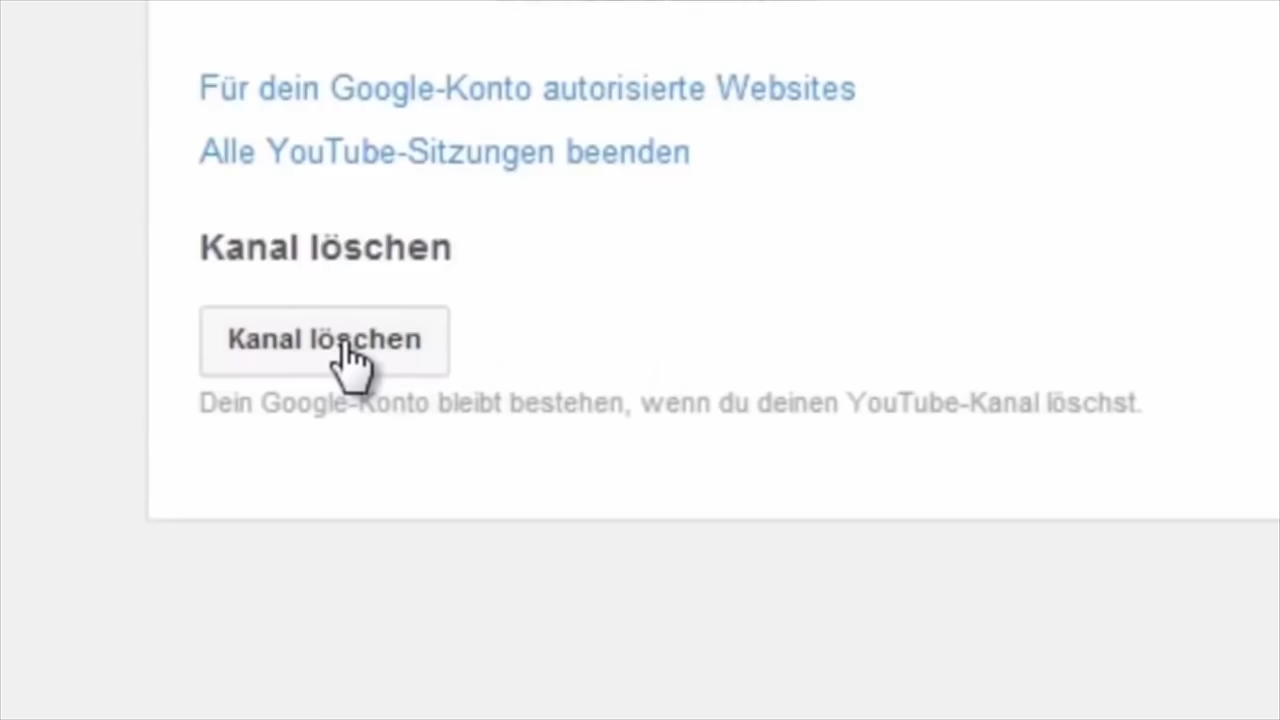 Für dein Google-Konto autorisierte Websites
Alle YouTube-Sitzungen beenden
Kanal löschen
Kanal löschen
Dein Google-Konto bleibt bestehen, wenn du deinen YouTube-Kanal löschst.